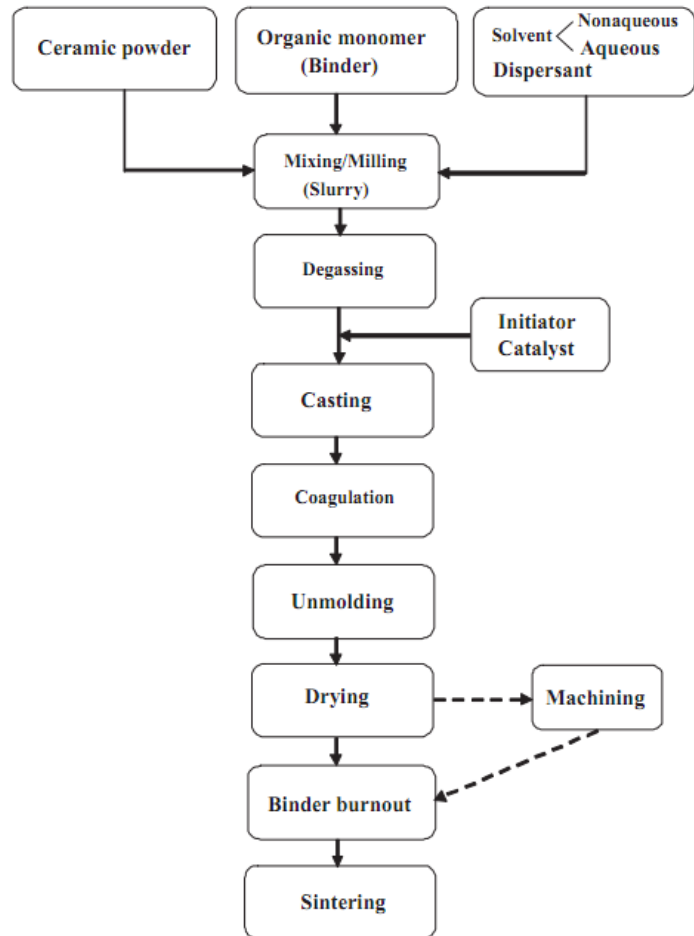 Ceramic powder
Organic monomer
(Binder)
Solvent Nonaqueous
Aqueous
Dispersant
Mixing/Milling
(Slurry)
Degassing
Initiator
Catalyst
Casting
Coagulation
Unmolding
Drying
Machining
Binder burnout
Sintering